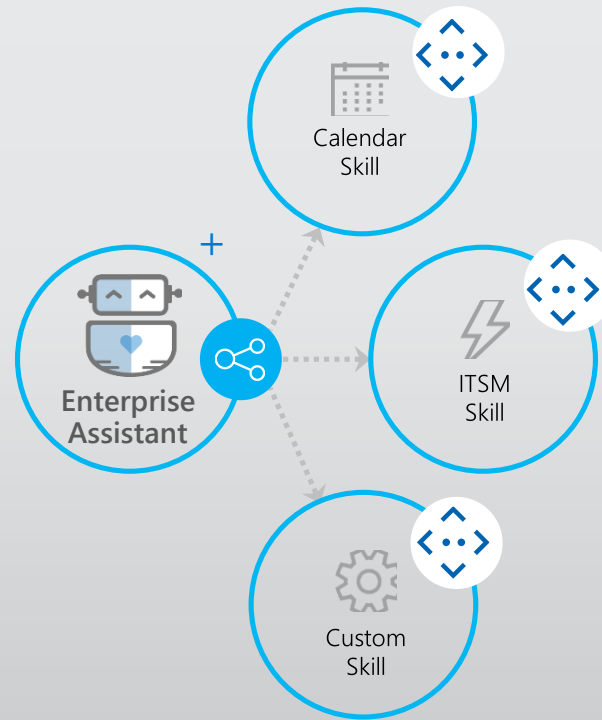 Calendar
Skill
Enterprise
Assistant
ITSM
Skill
Custom
Skill